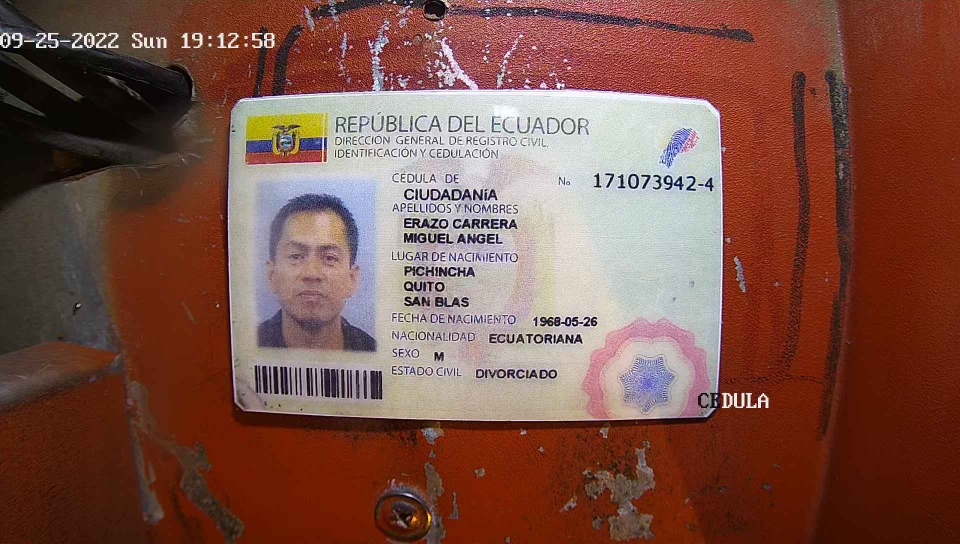 09-25-2022 Sun 19:12:58
REPÚBLICA DEL ECUADOR
DIRECCIÓN GENERAL DE REGISTRO CIVIL,
IDENTIFICACIÓN Y CEDULACIÓN
CÉDULA DE
No 171073942-4
CIUDADANÍA
APELLIDOS Y NOMBRES
ERAZO CARRERA
MIGUEL ANGEL
LUGAR DE NACIMIENTO
PICHINCHA
QUITO
SAN BLAS
FECHA DE NACIMIENTO 1968-05-26
NACIONALIDAD ECUATORIANA
SEXO M
ESTADO CIVIL DIVORCIADO
CEDULA